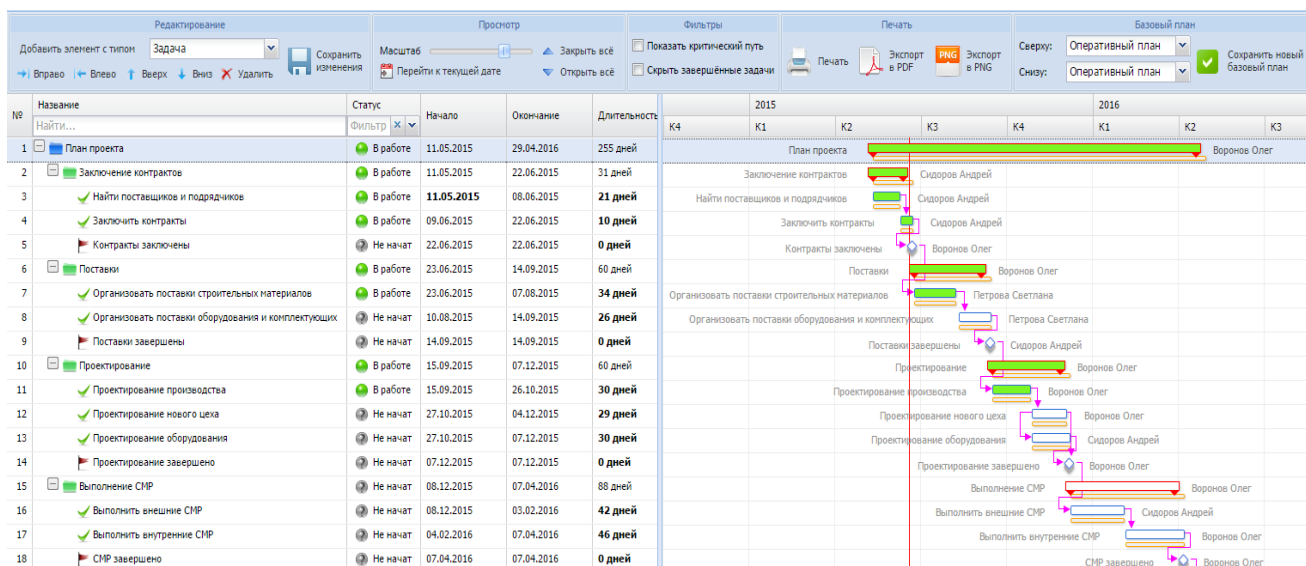 Редактирование Просмотр Фильтры Печать Базовый план
Добавить элемент с типом Задача Сохранить изменения Масштаб Закрыть всё Показать критический путь Печать Экспорт в PDF PNG Экспорт в PNG Сверху: Оперативный план Сохранить новый базовый план
Вправо Влево Вверх Вниз Удалить Перейти к текущей дате Открыть всё Скрыть завершённые задачи Снизу: Оперативный план
№ Название Статус Начало Окончание Длительность 2015 2016
Найти... Фильтр К4 К1 К2 К3 К4 К1 К2 К3
1 План проекта В работе 11.05.2015 29.04.2016 255 дней План проекта Воронов Олег
2 Заключение контрактов В работе 11.05.2015 22.06.2015 31 дней Заключение контрактов Сидоров Андрей
3 Найти поставщиков и подрядчиков В работе 11.05.2015 08.06.2015 21 дней Найти поставщиков и подрядчиков Сидоров Андрей
4 Заключить контракты В работе 09.06.2015 22.06.2015 10 дней Заключить контракты Сидоров Андрей
5 Контракты заключены Не начат 22.06.2015 22.06.2015 0 дней Контракты заключены Воронов Олег
6 Поставки В работе 23.06.2015 14.09.2015 60 дней Поставки Воронов Олег
7 Организовать поставки строительных материалов В работе 23.06.2015 07.08.2015 34 дней Организовать поставки строительных материалов Петрова Светлана
8 Организовать поставки оборудования и комплектующих Не начат 10.08.2015 14.09.2015 26 дней Организовать поставки оборудования и комплектующих Петрова Светлана
9 Поставки завершены Не начат 14.09.2015 14.09.2015 0 дней Поставки завершены Сидоров Андрей
10 Проектирование В работе 15.09.2015 07.12.2015 60 дней Проектирование Воронов Олег
11 Проектирование производства В работе 15.09.2015 26.10.2015 30 дней Проектирование производства Воронов Олег
12 Проектирование нового цеха Не начат 27.10.2015 04.12.2015 29 дней Проектирование нового цеха Воронов Олег
13 Проектирование оборудования Не начат 27.10.2015 07.12.2015 30 дней Проектирование оборудования Сидоров Андрей
14 Проектирование завершено Не начат 07.12.2015 07.12.2015 0 дней Проектирование завершено Воронов Олег
15 Выполнение СМР Не начат 08.12.2015 07.04.2016 88 дней Выполнение СМР Воронов Олег
16 Выполнить внешние СМР Не начат 08.12.2015 03.02.2016 42 дней Выполнить внешние СМР Сидоров Андрей
17 Выполнить внутренние СМР Не начат 04.02.2016 07.04.2016 46 дней Выполнить внутренние СМР Воронов Олег
18 СМР завершено Не начат 07.04.2016 07.04.2016 0 дней СМР завершено Воронов Олег